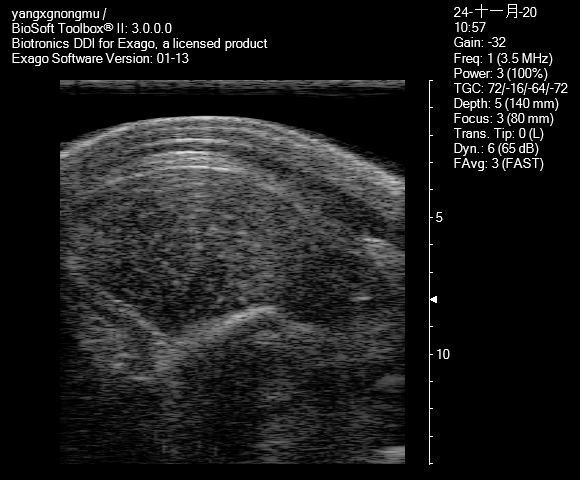 yangxgnongmu /
BioSoft Toolbox® II: 3.0.0.0
Biotronics DDI for Exago, a licensed product
Exago Software Version: 01-13
24-十一月-20
10:57
Gain: -32
Freq: 1 (3.5 MHz)
Power: 3 (100%)
TGC: 72/-16/-64/-72
Depth: 5 (140 mm)
Focus: 3 (80 mm)
Trans. Tip: 0 (L)
Dyn.: 6 (65 dB)
FAvg: 3 (FAST)
5
10